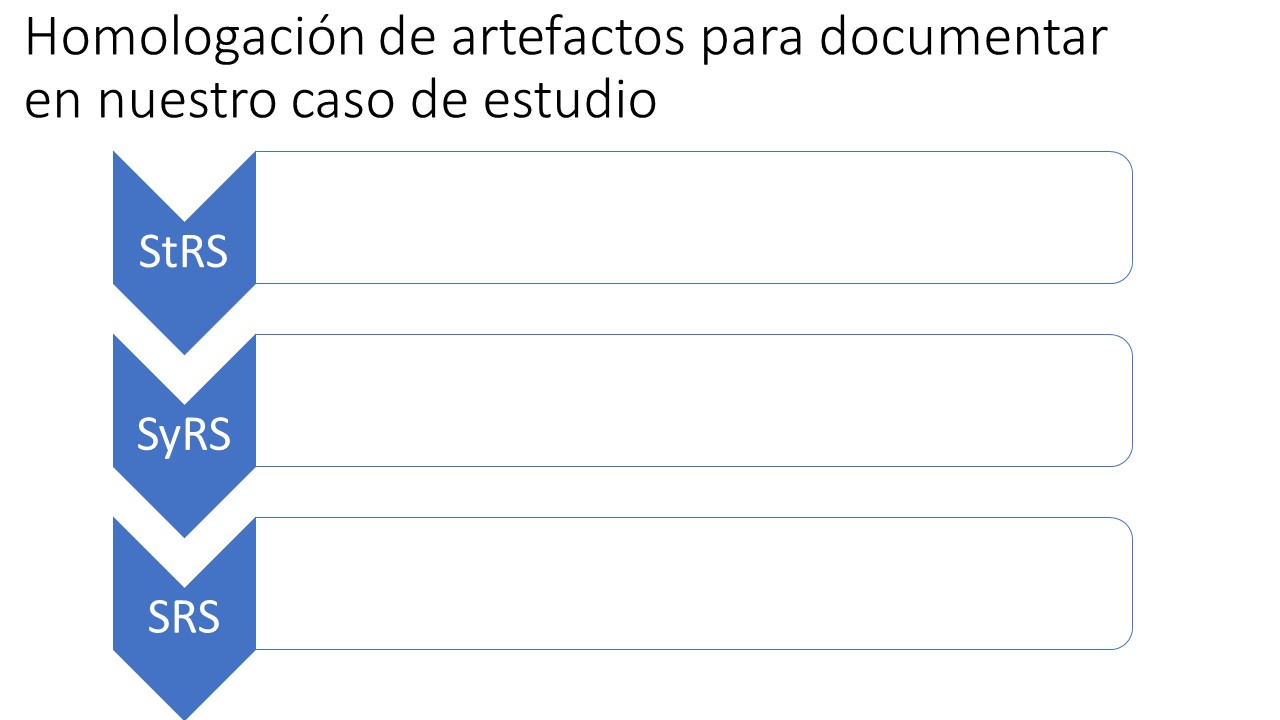 Homologación de artefactos para documentar
en nuestro caso de estudio
StRS
SyRS
SRS